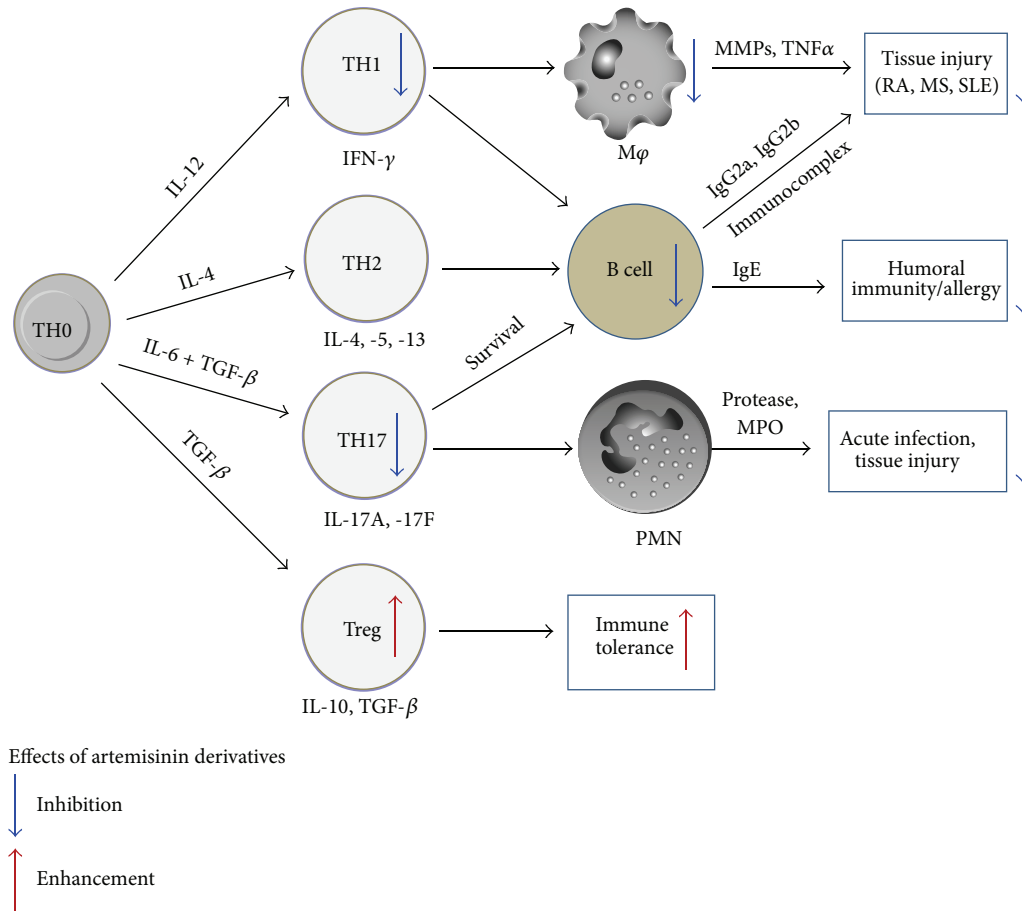 TH1
IFN-γ
IL-12
Mφ
MMPs, TNFα
Tissue injury
(RA, MS, SLE)
IgG2a, IgG2b
Immunocomplex
TH0
IL-4
TH2
IL-4, -5, -13
B cell
IgE
Humoral
immunity/allergy
IL-6 + TGF-β
TH17
IL-17A, -17F
Survival
PMN
Protease,
MPO
Acute infection,
tissue injury
TGF-β
Treg
IL-10, TGF-β
Immune
tolerance
Effects of artemisinin derivatives
Inhibition
Enhancement